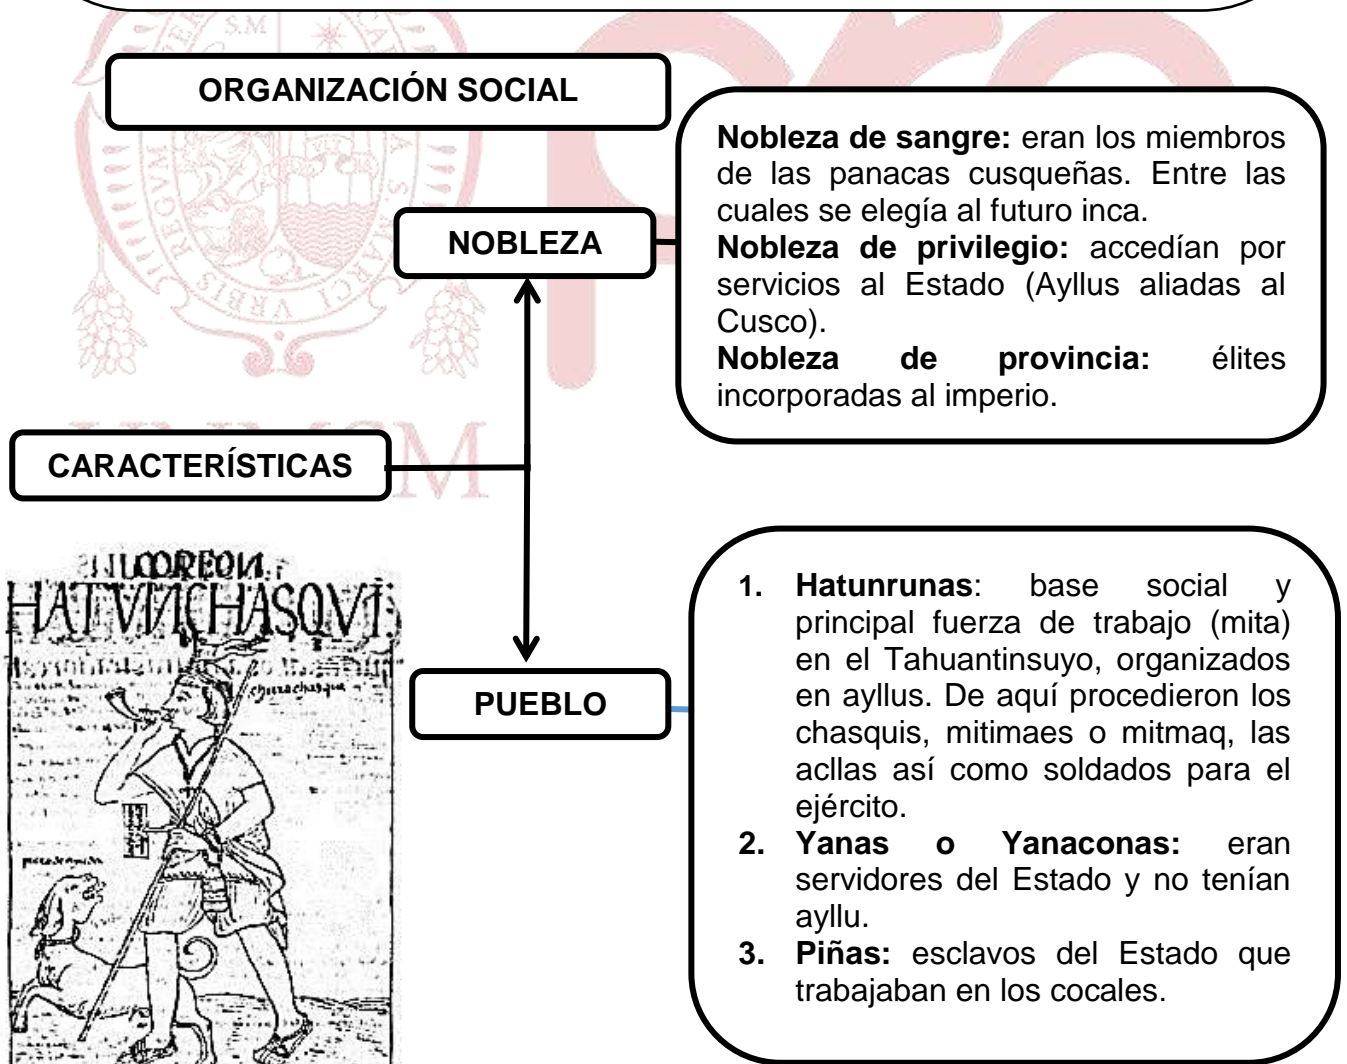 ORGANIZACIÓN SOCIAL
Nobleza de sangre: eran los miembros
de las panacas cusqueñas. Entre las
cuales se elegía al futuro inca.
Nobleza de privilegio: accedían por
servicios al Estado (Ayllus aliadas al
Cusco).
Nobleza de provincia: élites
incorporadas al imperio.
NOBLEZA
CARACTERÍSTICAS
PUEBLO
1. Hatunrunas: base social y
principal fuerza de trabajo (mita)
en el Tahuantinsuyo, organizados
en ayllus. De aquí procedieron los
chasquis, mitimaes o mitmaq, las
acllas así como soldados para el
ejército.
2. Yanas o Yanaconas: eran
servidores del Estado y no tenían
ayllu.
3. Piñas: esclavos del Estado que
trabajaban en los cocales.
HATVNCHASQVI
S.M
VRBIS REGVM